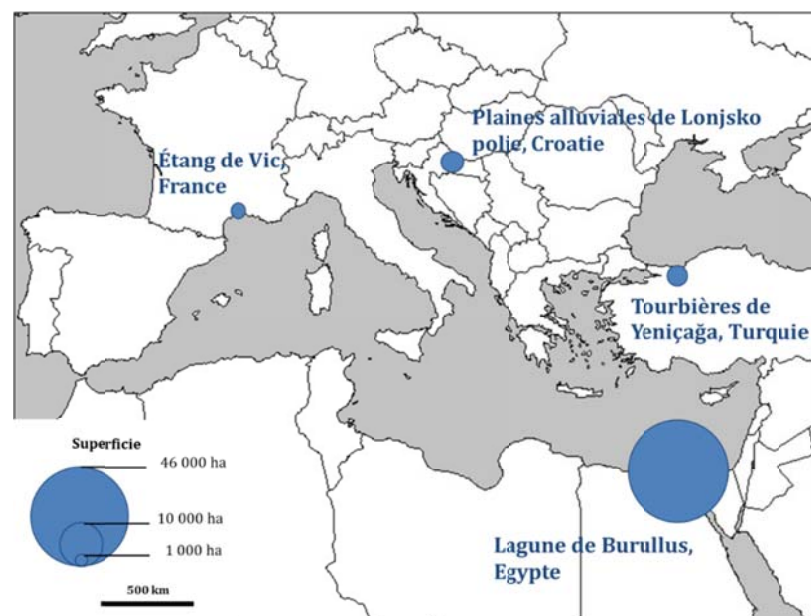 Plaines alluviales de Lonjsko
polje, Croatie
Étang de Vic,
France
Tourbières de
Yeniçağa, Turquie
Superficie
46 000 ha
10 000 ha
1 000 ha
500 km
Lagune de Burullus,
Egypte